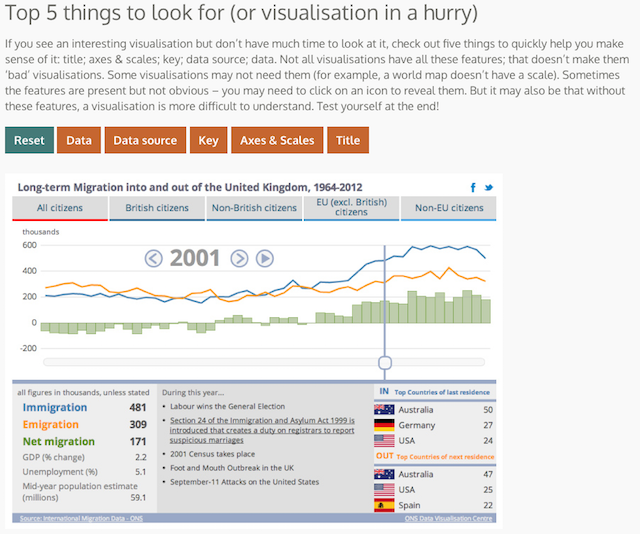 Top 5 things to look for (or visualisation in a hurry)
If you see an interesting visualisation but don't have much time to look at it, check out five things to quickly help you make
sense of it: title; axes & scales; key; data source; data. Not all visualisations have all these features; that doesn't make them
'bad' visualisations. Some visualisations may not need them (for example, a world map doesn't have a scale). Sometimes
the features are present but not obvious – you may need to click on an icon to reveal them. But it may also be that without
these features, a visualisation is more difficult to understand. Test yourself at the end!
Reset Data Data source Key Axes & Scales Title
Long-term Migration into and out of the United Kingdom, 1964-2012
All citizens British citizens Non-British citizens EU (excl. British) citizens Non-EU citizens
thousands
600
400
200
0
-200
2001
all figures in thousands, unless stated
Immigration 481
Emigration 309
Net migration 171
GDP (% change) 2.2
Unemployment (%) 5.1
Mid-year population estimate
(millions) 59.1
During this year...
• Labour wins the General Election
• Section 24 of the Immigration and Asylum Act 1999 is
introduced that creates a duty on registrars to report
suspicious marriages
• 2001 Census takes place
• Foot and Mouth Outbreak in the UK
• September-11 Attacks on the United States
IN Top Countries of last residence
Australia 50
Germany 27
USA 24
OUT Top Countries of next residence
Australia 47
USA 25
Spain 22
Source: International Migration Data - ONS
ONS Data Visualisation Centre